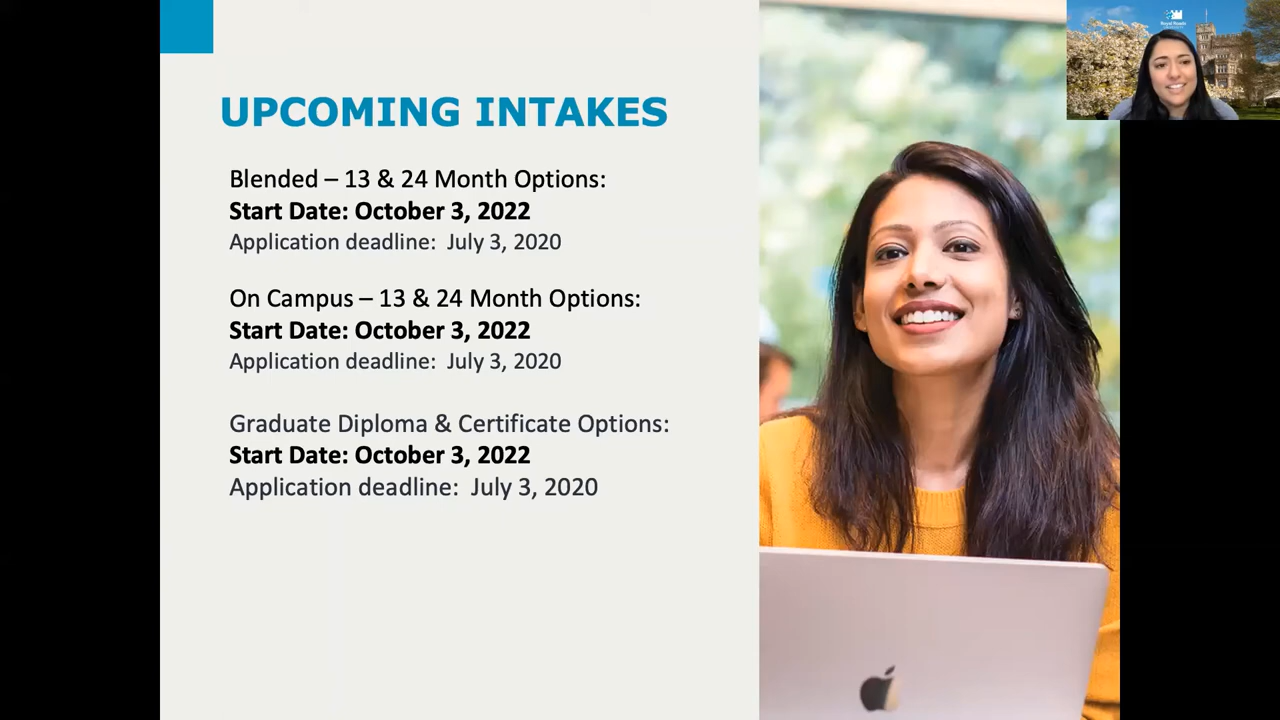 UPCOMING INTAKES
Blended – 13 & 24 Month Options:
Start Date: October 3, 2022
Application deadline:  July 3, 2020
On Campus – 13 & 24 Month Options:
Start Date: October 3, 2022
Application deadline:  July 3, 2020
Graduate Diploma & Certificate Options:
Start Date: October 3, 2022
Application deadline:  July 3, 2020
Royal Roads